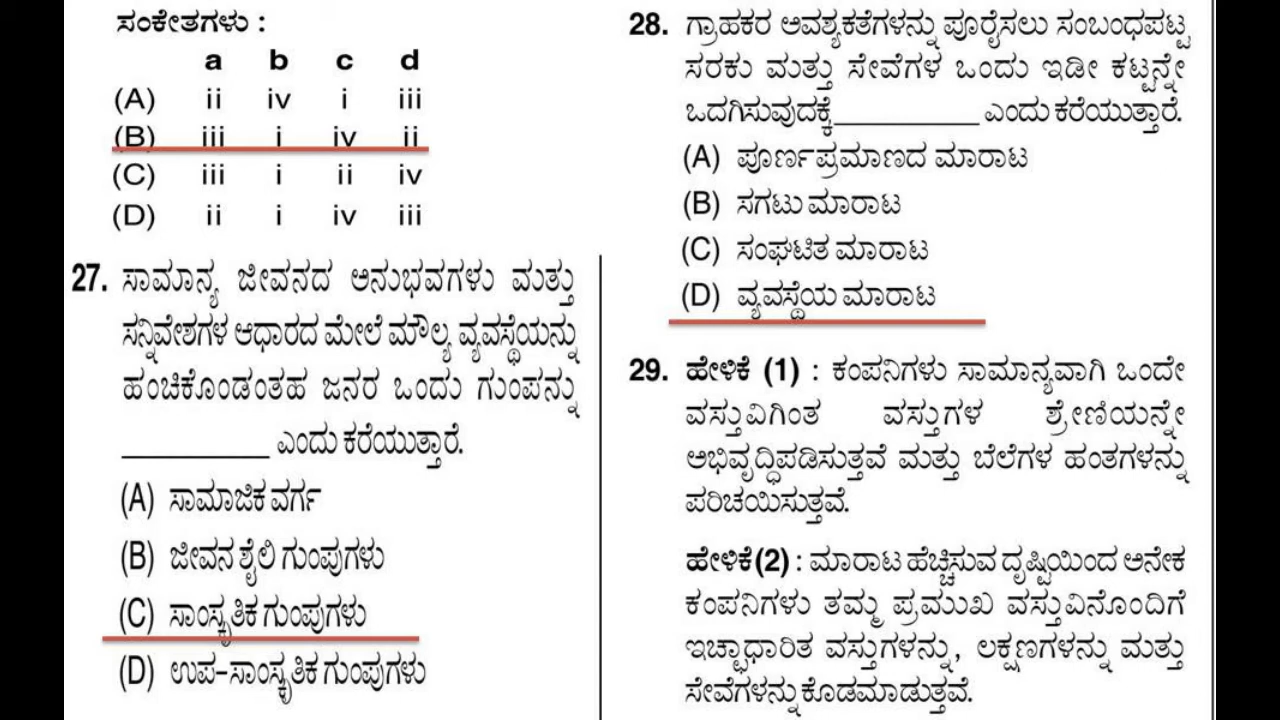 ಸಂಕೇತಗಳು :
a b c d
(A) ii iv i iii
(B) iii i iv ii
(C) iii i ii iv
(D) ii i iv iii
27. ಸಾಮಾನ್ಯ ಜೀವನದ ಅನುಭವಗಳು ಮತ್ತು
ಸನ್ನಿವೇಶಗಳ ಆಧಾರದ ಮೇಲೆ ಮೌಲ್ಯ ವ್ಯವಸ್ಥೆಯನ್ನು
ಹಂಚಿಕೊಂಡಂತಹ ಜನರ ಒಂದು ಗುಂಪನ್ನು
__________ ಎಂದು ಕರೆಯುತ್ತಾರೆ.
(A) ಸಾಮಾಜಿಕ ವರ್ಗ
(B) ಜೀವನ ಶೈಲಿ ಗುಂಪುಗಳು
(C) ಸಾಂಸ್ಕೃತಿಕ ಗುಂಪುಗಳು
(D) ಉಪ-ಸಾಂಸ್ಕೃತಿಕ ಗುಂಪುಗಳು
28. ಗ್ರಾಹಕರ ಅವಶ್ಯಕತೆಗಳನ್ನು ಪೂರೈಸಲು ಸಂಬಂಧಪಟ್ಟ
ಸರಕು ಮತ್ತು ಸೇವೆಗಳ ಒಂದು ಇಡೀ ಕಟ್ಟನ್ನೇ
ಒದಗಿಸುವುದಕ್ಕೆ __________ ಎಂದು ಕರೆಯುತ್ತಾರೆ.
(A) ಪೂರ್ಣಪ್ರಮಾಣದ ಮಾರಾಟ
(B) ಸಗಟು ಮಾರಾಟ
(C) ಸಂಘಟಿತ ಮಾರಾಟ
(D) ವ್ಯವಸ್ಥೆಯ ಮಾರಾಟ
29. ಹೇಳಿಕೆ (1) : ಕಂಪನಿಗಳು ಸಾಮಾನ್ಯವಾಗಿ ಒಂದೇ
ವಸ್ತುವಿಗಿಂತ ವಸ್ತುಗಳ ಶ್ರೇಣಿಯನ್ನೇ
ಅಭಿವೃದ್ಧಿಪಡಿಸುತ್ತವೆ ಮತ್ತು ಬೆಲೆಗಳ ಹಂತಗಳನ್ನು
ಪರಿಚಯಿಸುತ್ತವೆ.
ಹೇಳಿಕೆ (2) : ಮಾರಾಟ ಹೆಚ್ಚಿಸುವ ದೃಷ್ಟಿಯಿಂದ ಅನೇಕ
ಕಂಪನಿಗಳು ತಮ್ಮ ಪ್ರಮುಖ ವಸ್ತುವಿನೊಂದಿಗೆ
ಇಚ್ಛಾಧಾರಿತ ವಸ್ತುಗಳನ್ನು, ಲಕ್ಷಣಗಳನ್ನು ಮತ್ತು
ಸೇವೆಗಳನ್ನು ಕೊಡಮಾಡುತ್ತವೆ.